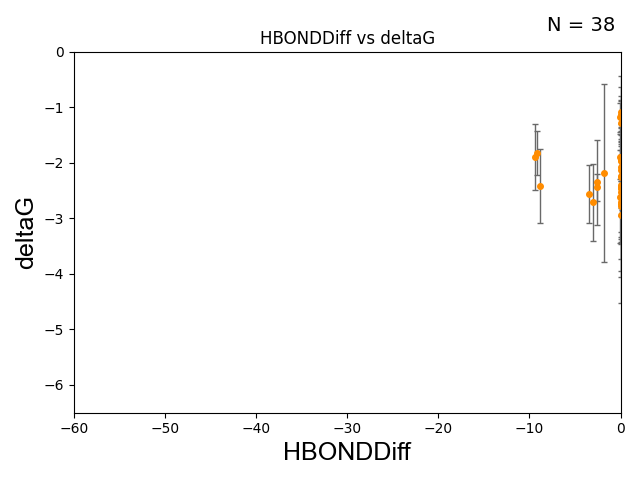 N = 38
HBONDDiff vs deltaG
0
−1
−2
−3
−4
−5
−6
deltaG
−60 −50 −40 −30 −20 −10 0
HBONDDiff